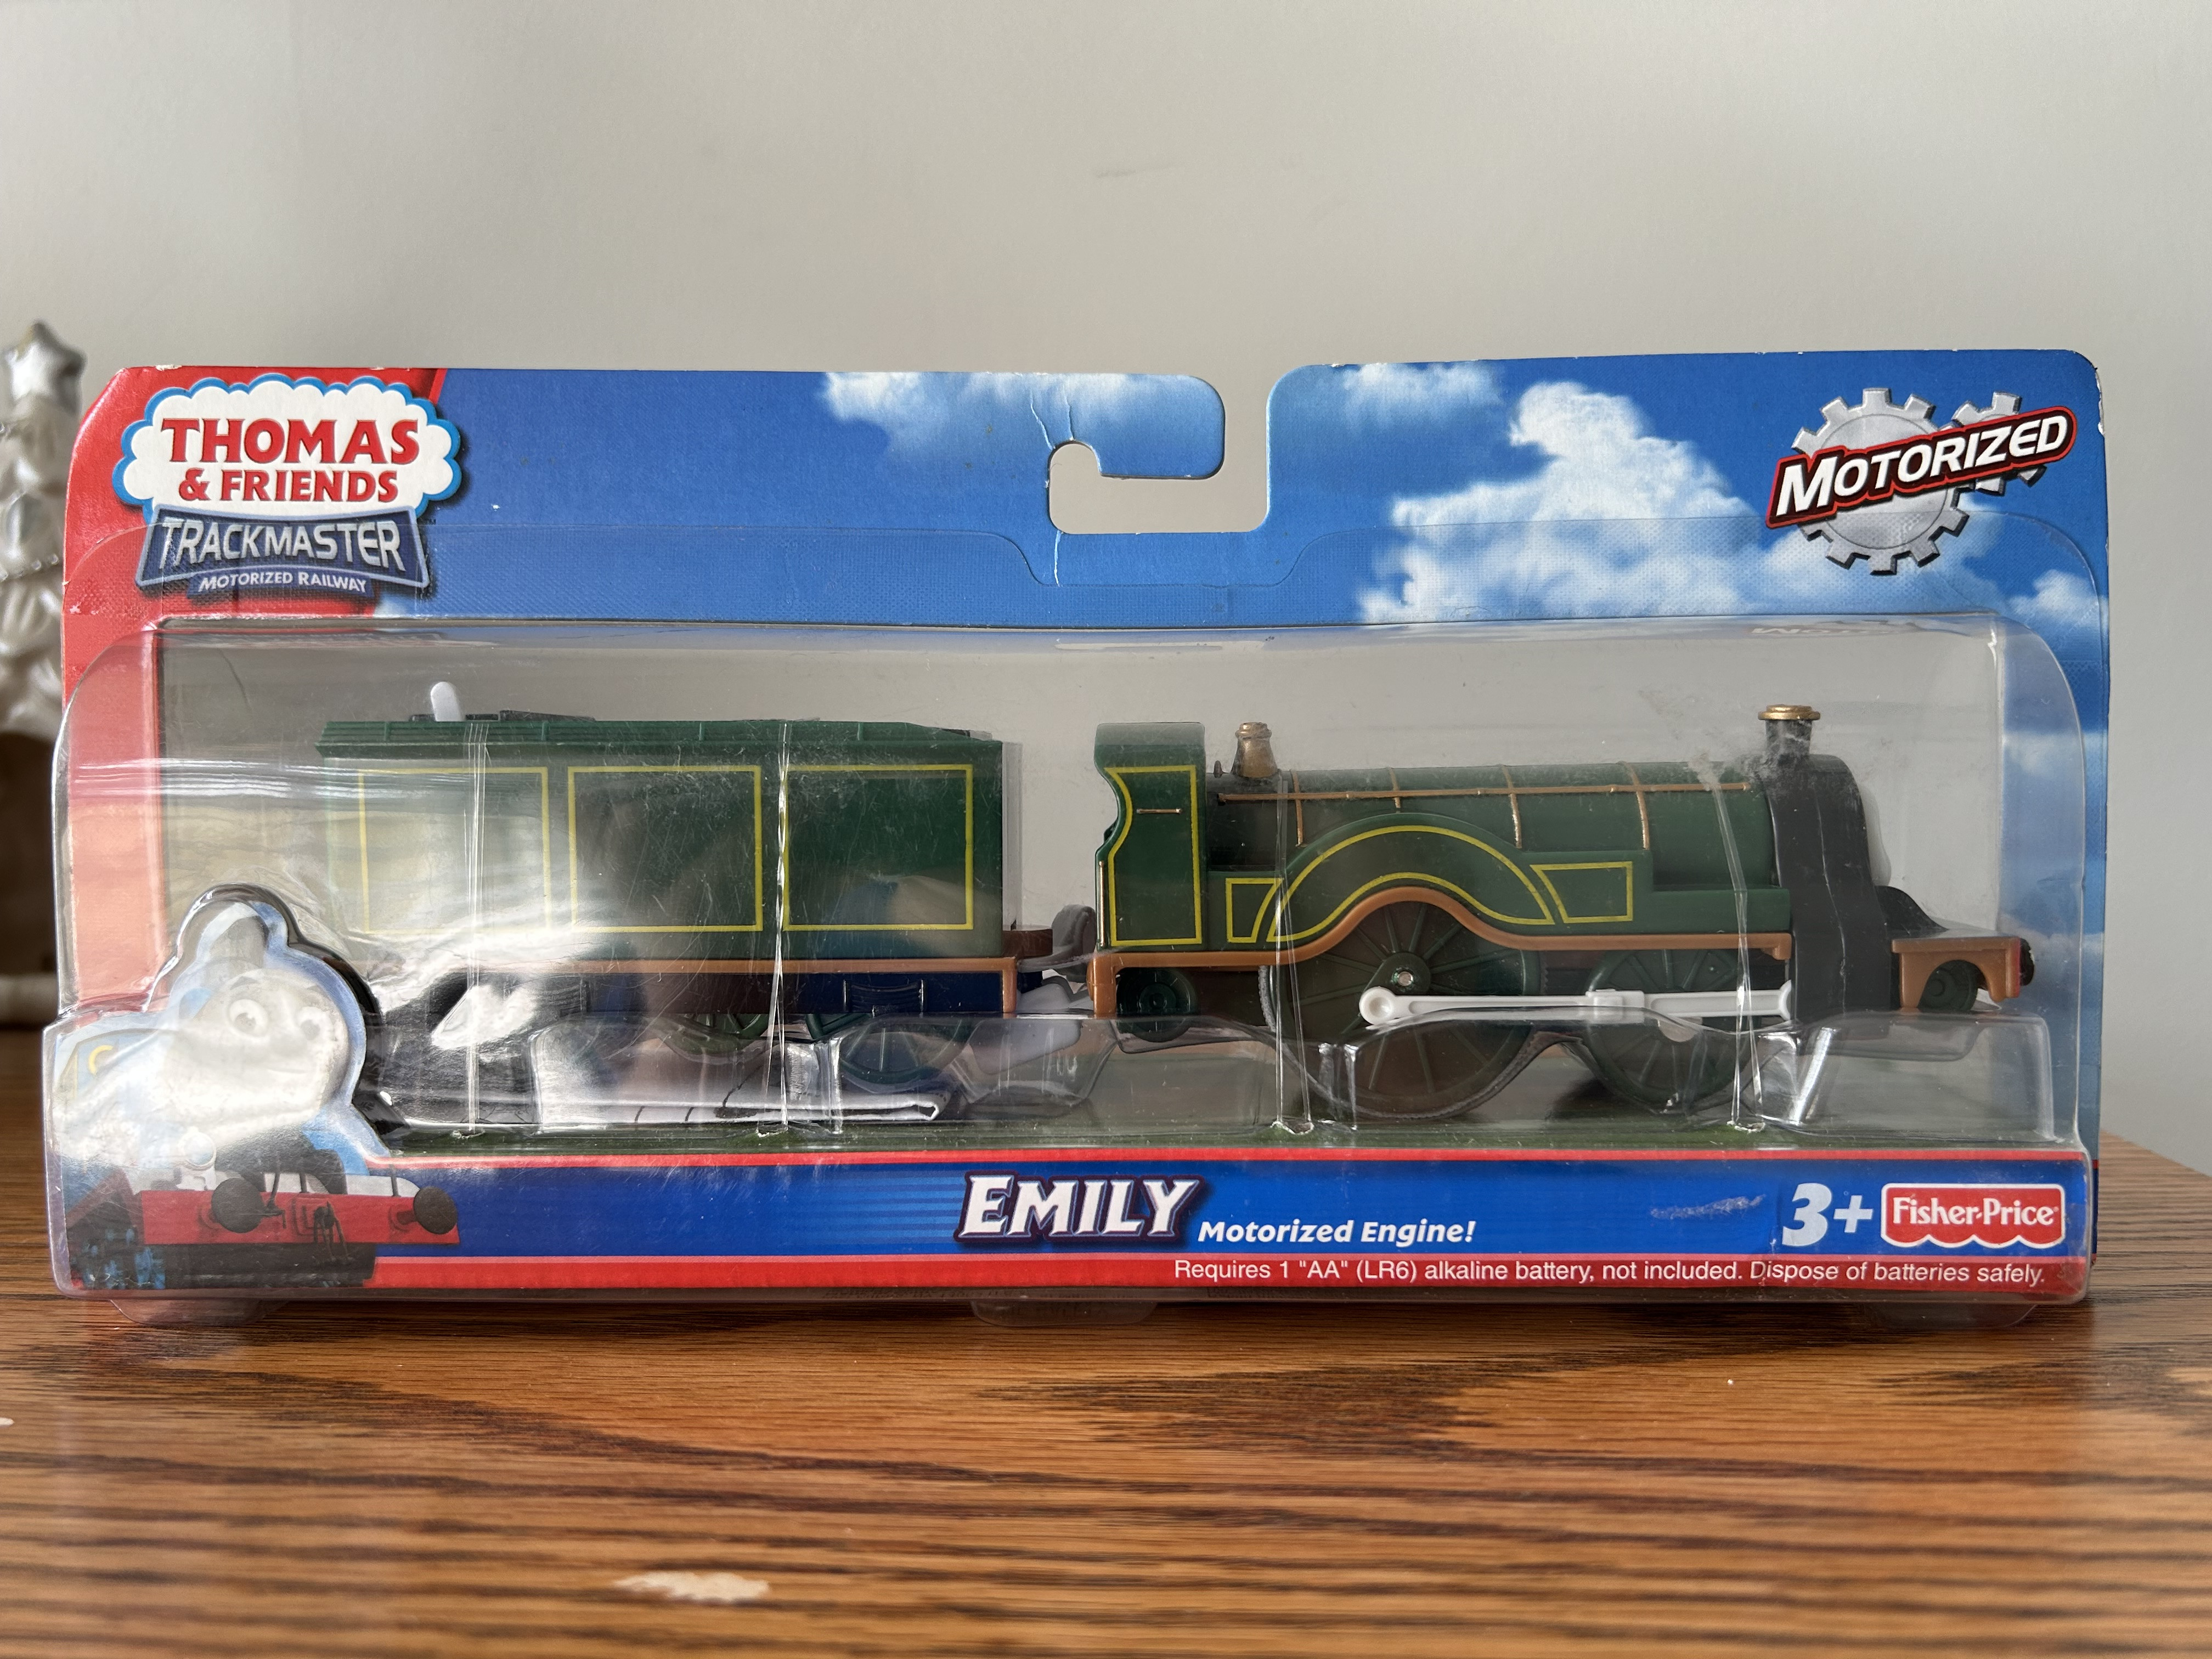 THOMAS
& FRIENDS
TRACKMASTER
MOTORIZED RAILWAY
MOTORIZED
EMILY Motorized Engine!
3+ Fisher-Price
Requires 1 "AA" (LR6) alkaline battery, not included. Dispose of batteries safely.